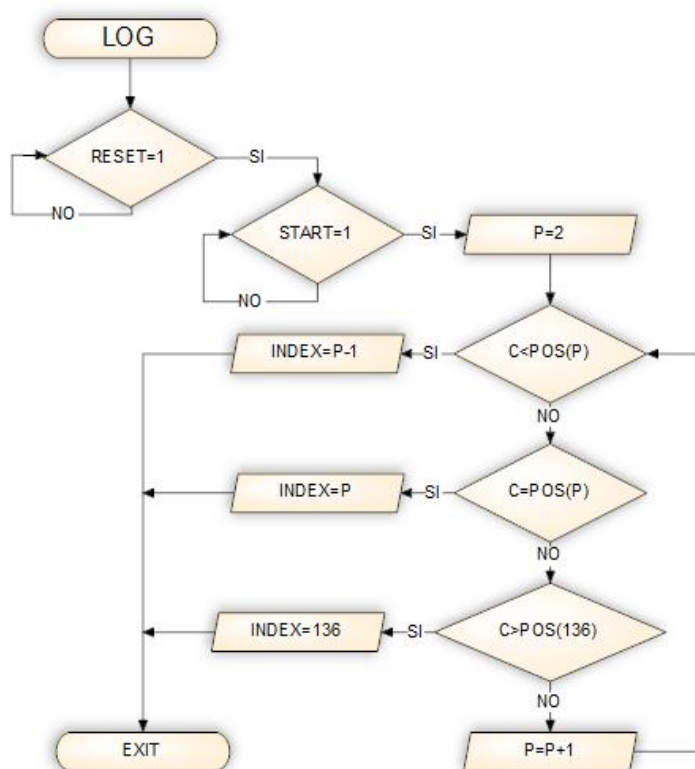 LOG
RESET=1
SI
NO
START=1
SI
P=2
NO
INDEX=P-1
SI
C<POS(P)
NO
INDEX=P
SI
C=POS(P)
NO
INDEX=136
SI
C>POS(136)
NO
EXIT
P=P+1